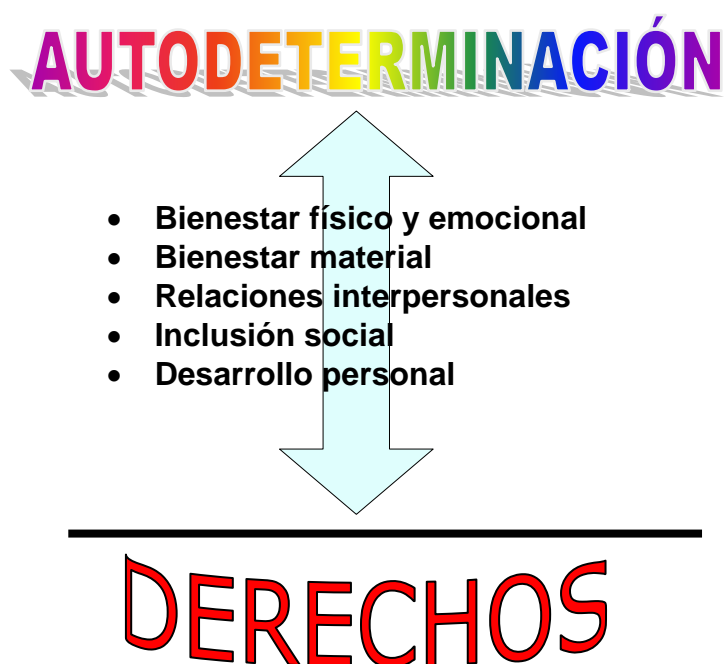 AUTODETERMINACIÓN
• Bienestar físico y emocional
• Bienestar material
• Relaciones interpersonales
• Inclusión social
• Desarrollo personal
DERECHOS